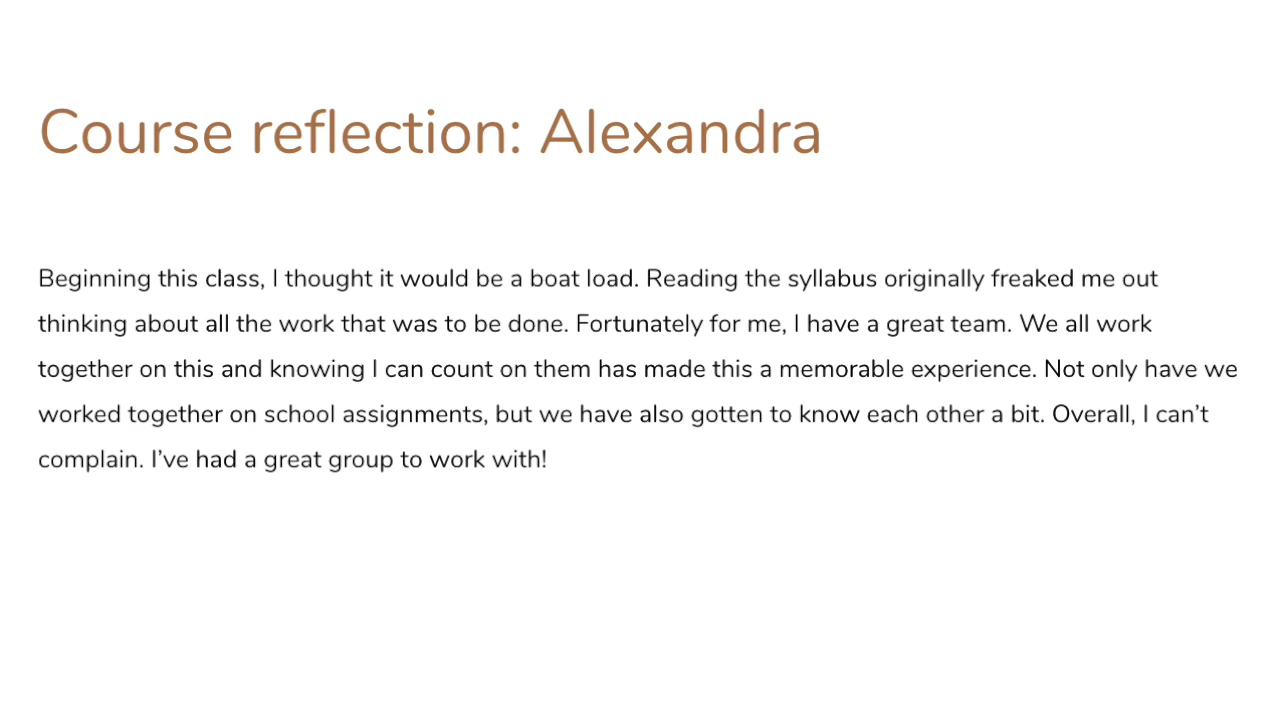 Course reflection: Alexandra
Beginning this class, I thought it would be a boat load. Reading the syllabus originally freaked me out
thinking about all the work that was to be done. Fortunately for me, I have a great team. We all work
together on this and knowing I can count on them has made this a memorable experience. Not only have we
worked together on school assignments, but we have also gotten to know each other a bit. Overall, I can’t
complain. I’ve had a great group to work with!